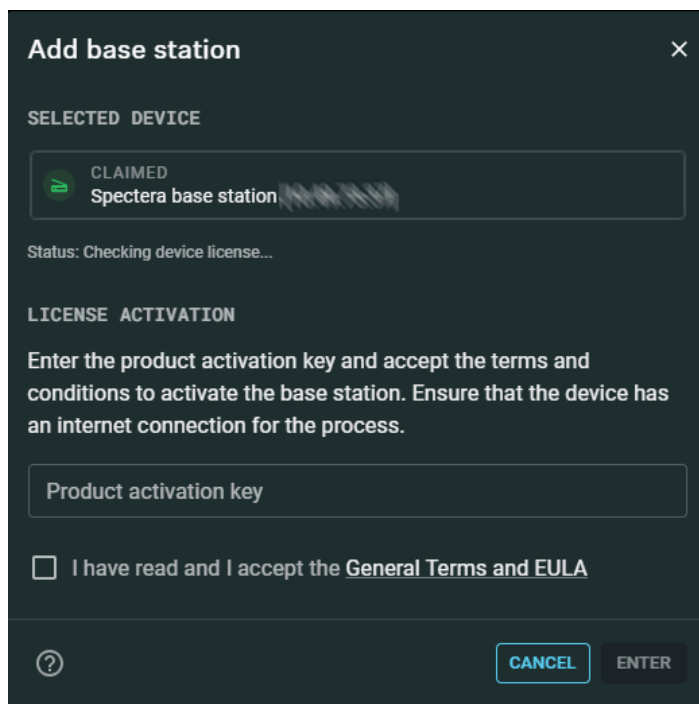 Add base station
SELECTED DEVICE
CLAIMED
Spectera base station
Status: Checking device license...
LICENSE ACTIVATION
Enter the product activation key and accept the terms and
conditions to activate the base station. Ensure that the device has
an internet connection for the process.
Product activation key
I have read and I accept the General Terms and EULA
CANCEL ENTER